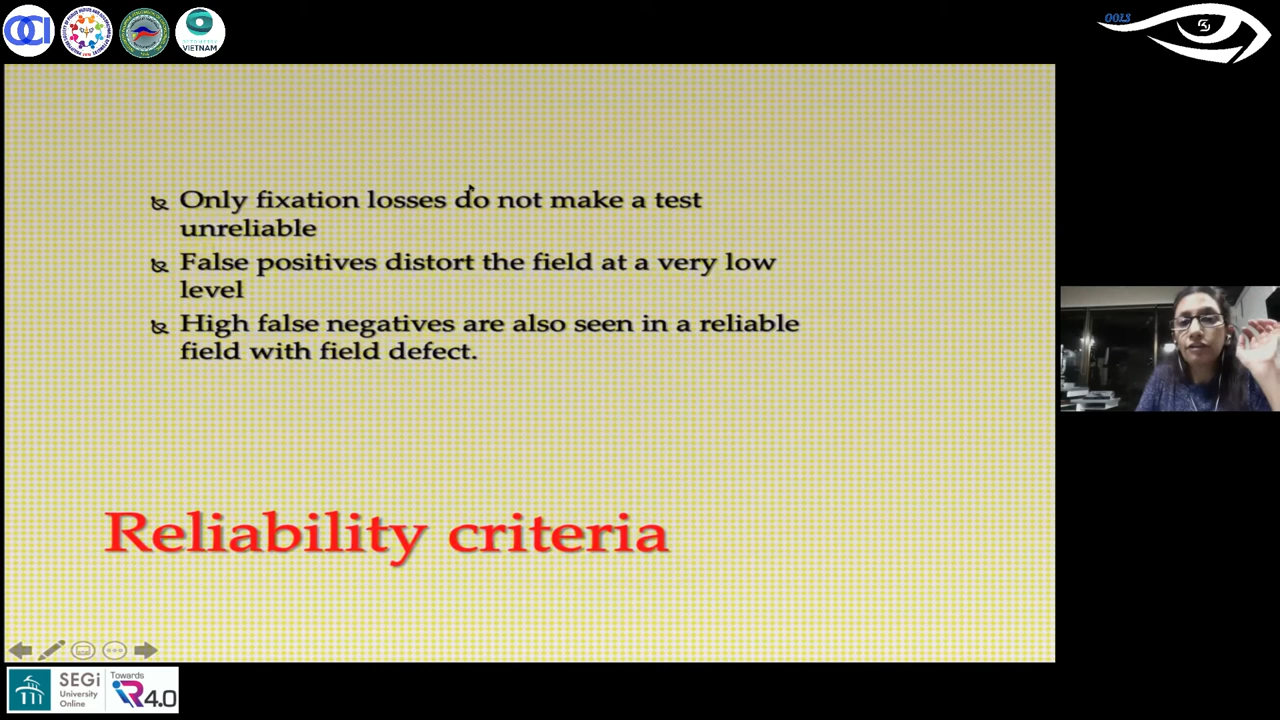 OCI
VIETNAM
OOLS
Only fixation losses do not make a test
unreliable
False positives distort the field at a very low
level
High false negatives are also seen in a reliable
field with field defect.
Reliability criteria
SEGi
University
Online
Towards
iR4.0